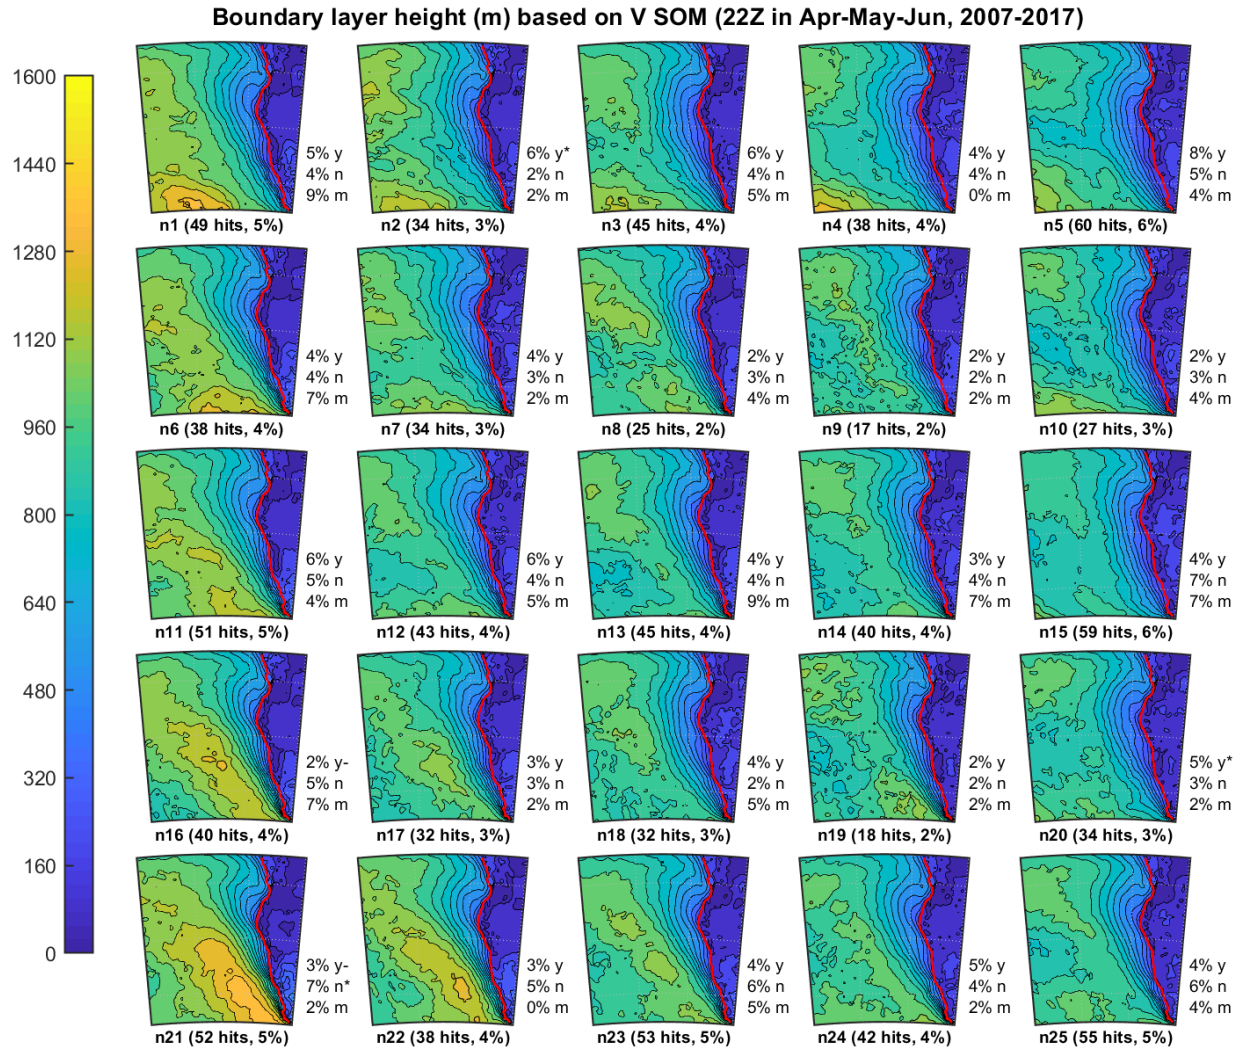 Boundary layer height (m) based on V SOM (22Z in Apr-May-Jun, 2007-2017)
1600
1440
1280
1120
960
800
640
480
320
160
0
5% y
4% n
9% m
n1 (49 hits, 5%)
6% y*
2% n
2% m
n2 (34 hits, 3%)
6% y
4% n
5% m
n3 (45 hits, 4%)
4% y
4% n
0% m
n4 (38 hits, 4%)
8% y
5% n
4% m
n5 (60 hits, 6%)
4% y
4% n
7% m
n6 (38 hits, 4%)
4% y
3% n
2% m
n7 (34 hits, 3%)
2% y
3% n
4% m
n8 (25 hits, 2%)
2% y
2% n
2% m
n9 (17 hits, 2%)
2% y
3% n
4% m
n10 (27 hits, 3%)
6% y
5% n
4% m
n11 (51 hits, 5%)
6% y
4% n
5% m
n12 (43 hits, 4%)
4% y
4% n
9% m
n13 (45 hits, 4%)
3% y
4% n
7% m
n14 (40 hits, 4%)
4% y
7% n
7% m
n15 (59 hits, 6%)
2% y-
5% n
7% m
n16 (40 hits, 4%)
3% y
3% n
2% m
n17 (32 hits, 3%)
4% y
2% n
5% m
n18 (32 hits, 3%)
2% y
2% n
2% m
n19 (18 hits, 2%)
5% y*
3% n
2% m
n20 (34 hits, 3%)
3% y-
7% n*
2% m
n21 (52 hits, 5%)
3% y
5% n
0% m
n22 (38 hits, 4%)
4% y
6% n
5% m
n23 (53 hits, 5%)
5% y
4% n
2% m
n24 (42 hits, 4%)
4% y
6% n
4% m
n25 (55 hits, 5%)